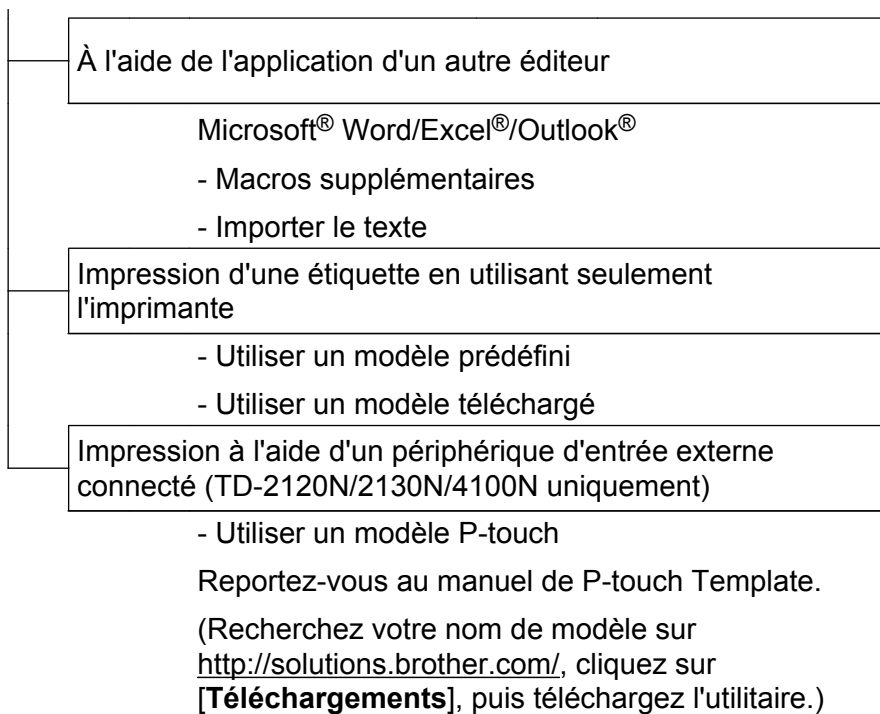 À l'aide de l'application d'un autre éditeur
Microsoft® Word/Excel®/Outlook®
- Macros supplémentaires
- Importer le texte
Impression d'une étiquette en utilisant seulement
l'imprimante
- Utiliser un modèle prédéfini
- Utiliser un modèle téléchargé
Impression à l'aide d'un périphérique d'entrée externe
connecté (TD-2120N/2130N/4100N uniquement)
- Utiliser un modèle P-touch
Reportez-vous au manuel de P-touch Template.
(Recherchez votre nom de modèle sur
http://solutions.brother.com/, cliquez sur
[Téléchargements], puis téléchargez l'utilitaire.)